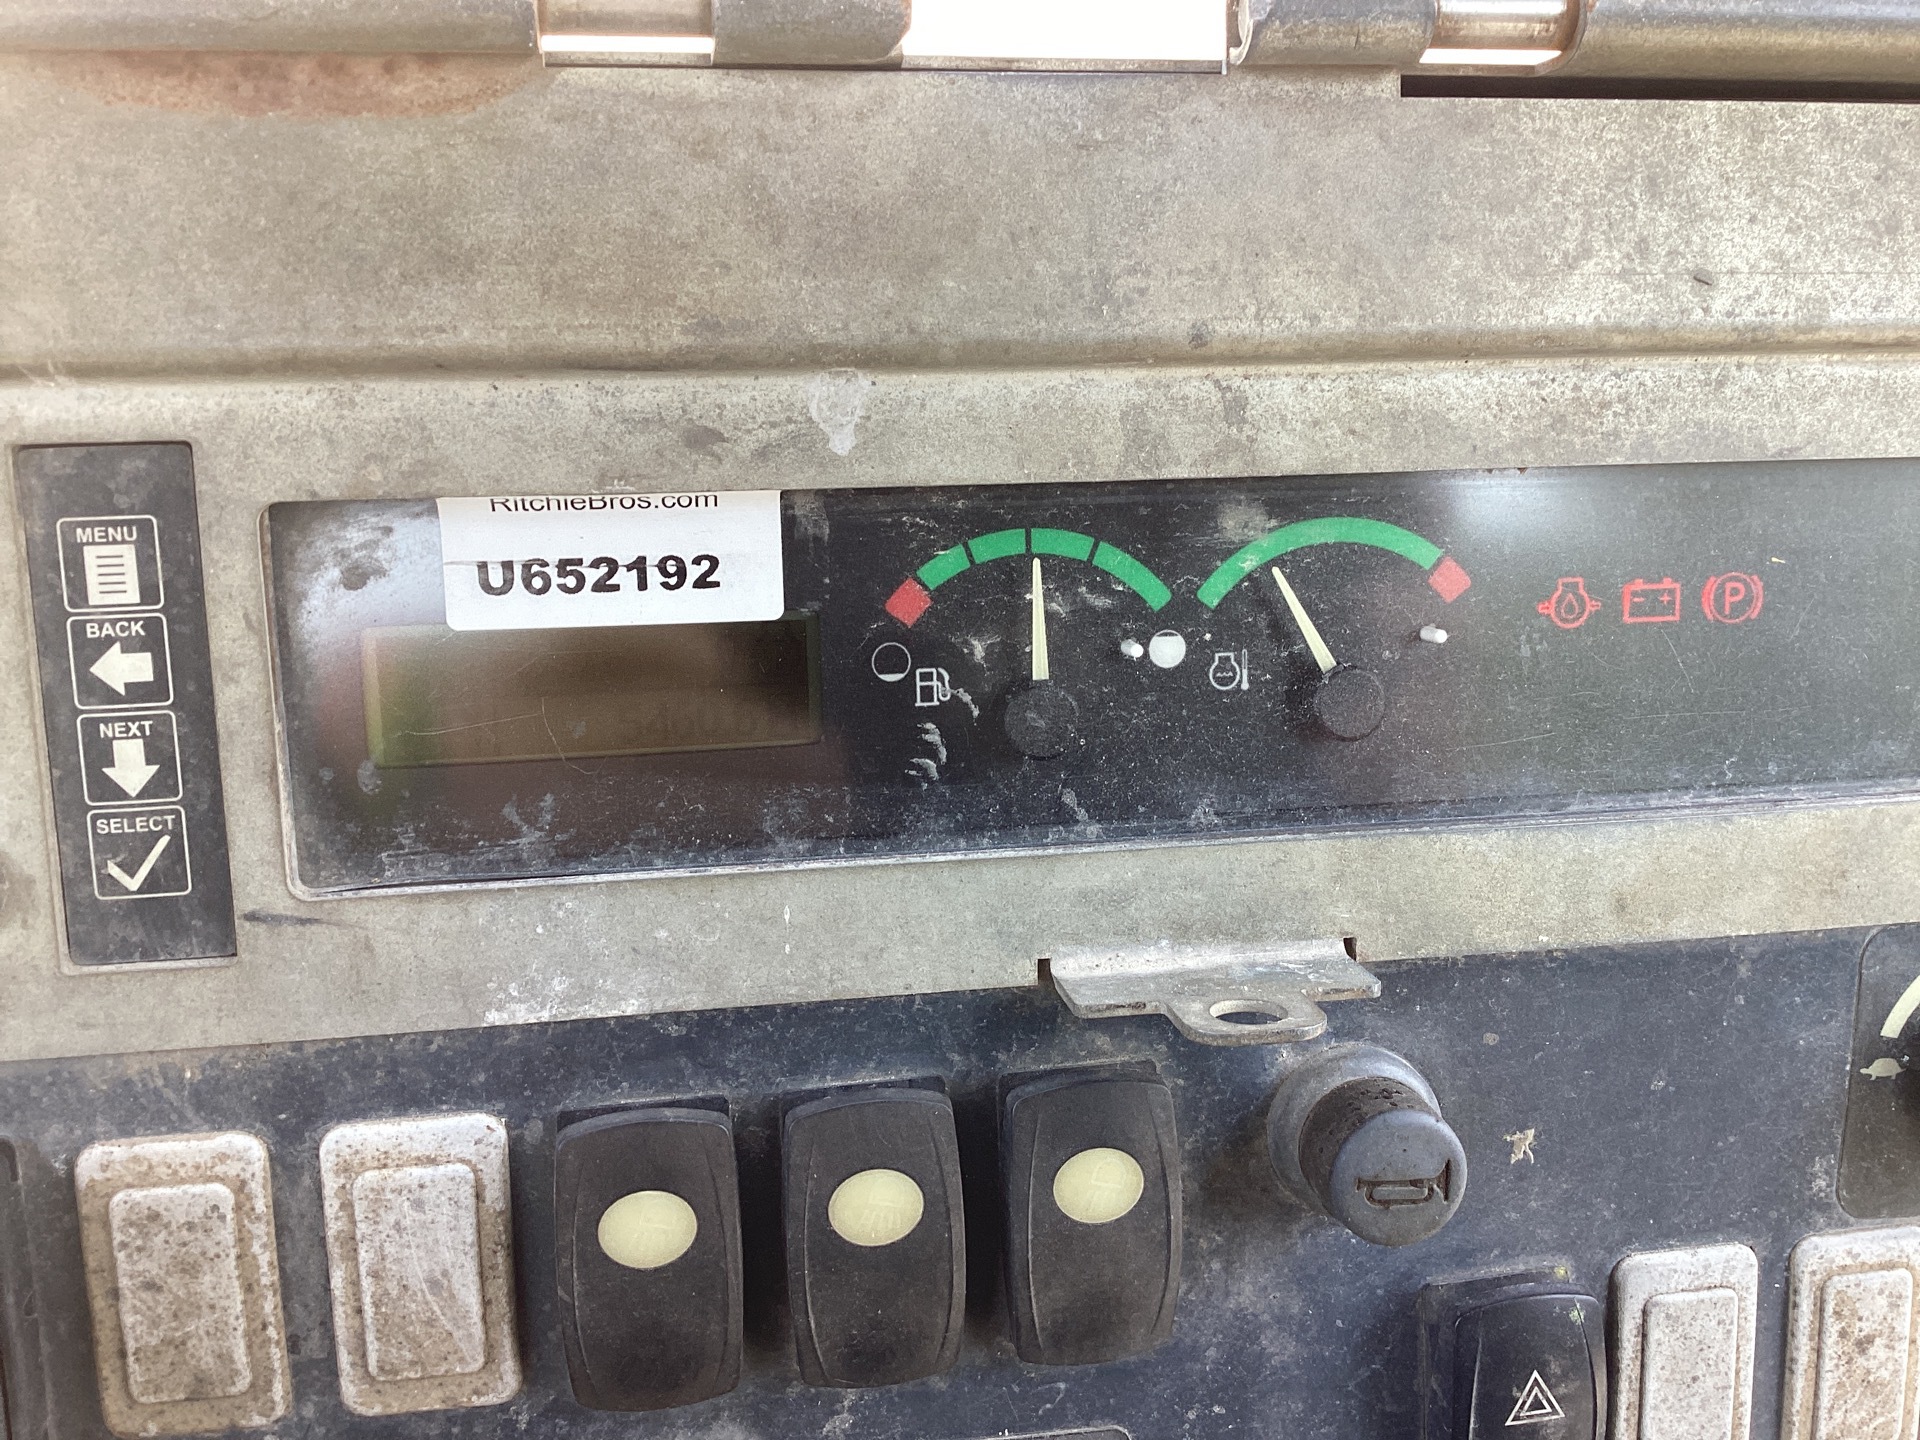 RitchieBros.com
U652192
MENU
BACK
NEXT
SELECT
P